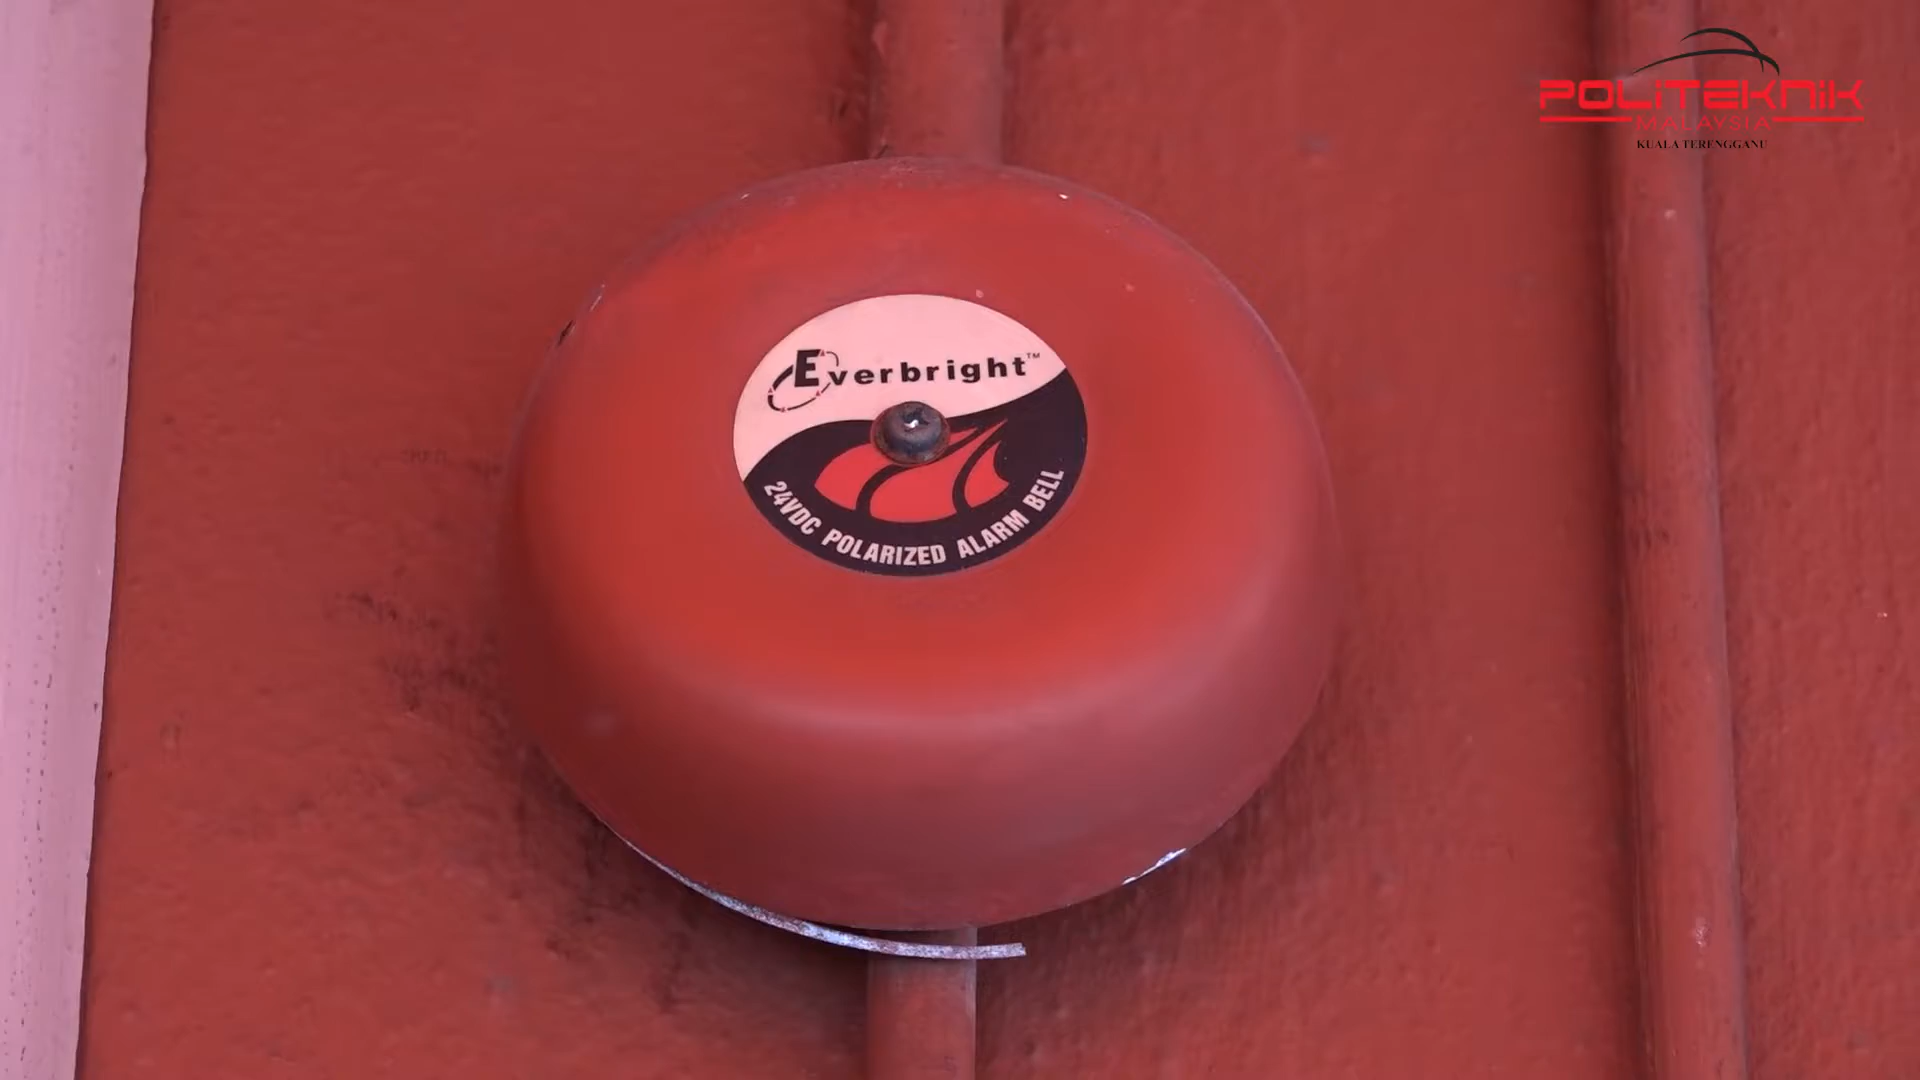 POLITEKNIK
MALAYSIA
KUALA TERENGGANU
Everbright™
24VDC POLARIZED ALARM BELL